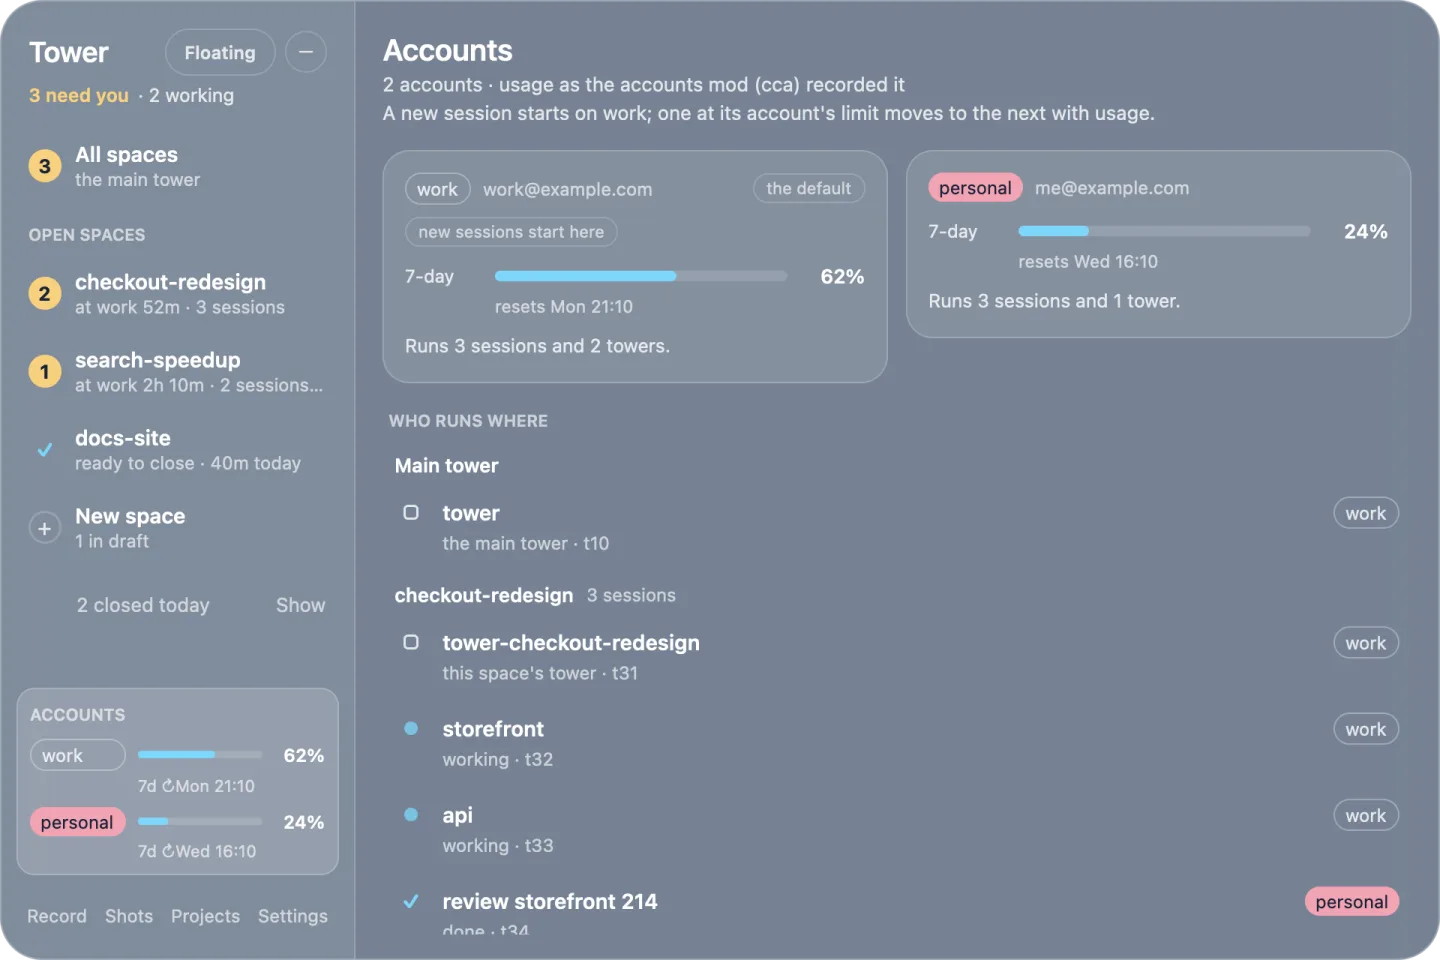 Tower
Floating
3 need you · 2 working
3
All spaces
the main tower
OPEN SPACES
2
checkout-redesign
at work 52m · 3 sessions
1
search-speedup
at work 2h 10m · 2 sessions...
docs-site
ready to close · 40m today
New space
1 in draft
2 closed today
Show
ACCOUNTS
work
62%
7d ↻Mon 21:10
personal
24%
7d ↻Wed 16:10
Record
Shots
Projects
Settings
Accounts
2 accounts · usage as the accounts mod (cca) recorded it
A new session starts on work; one at its account's limit moves to the next with usage.
work
work@example.com
the default
new sessions start here
7-day
62%
resets Mon 21:10
Runs 3 sessions and 2 towers.
personal
me@example.com
7-day
24%
resets Wed 16:10
Runs 3 sessions and 1 tower.
WHO RUNS WHERE
Main tower
tower
work
the main tower · t10
checkout-redesign 3 sessions
tower-checkout-redesign
work
this space's tower · t31
storefront
work
working · t32
api
work
working · t33
review storefront 214
personal
done · t34